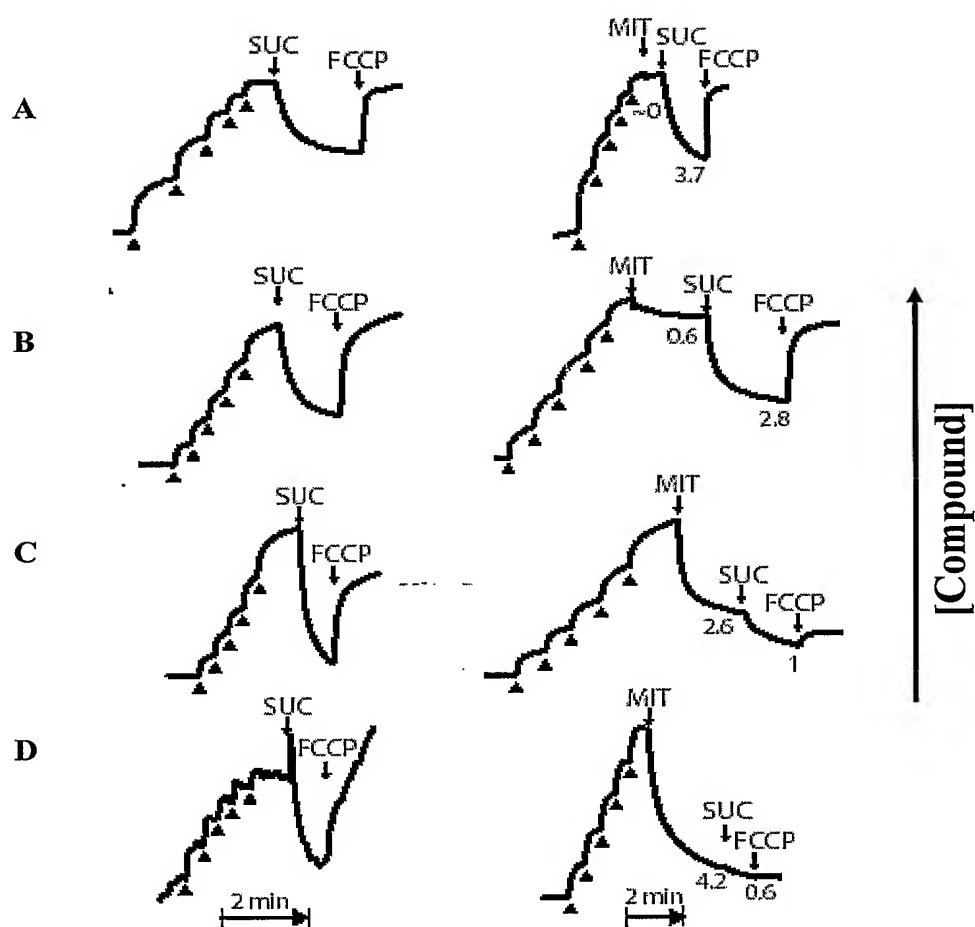 SUC
FCCP
MIT
SUC
FCCP
A
~0
3.7
SUC
FCCP
MIT
SUC
FCCP
B
0.6
2.8
SUC
FCCP
MIT
SUC
FCCP
C
2.6
1
SUC
FCCP
MIT
SUC
FCCP
D
4.2
0.6
2 min
2 min
[Compound]